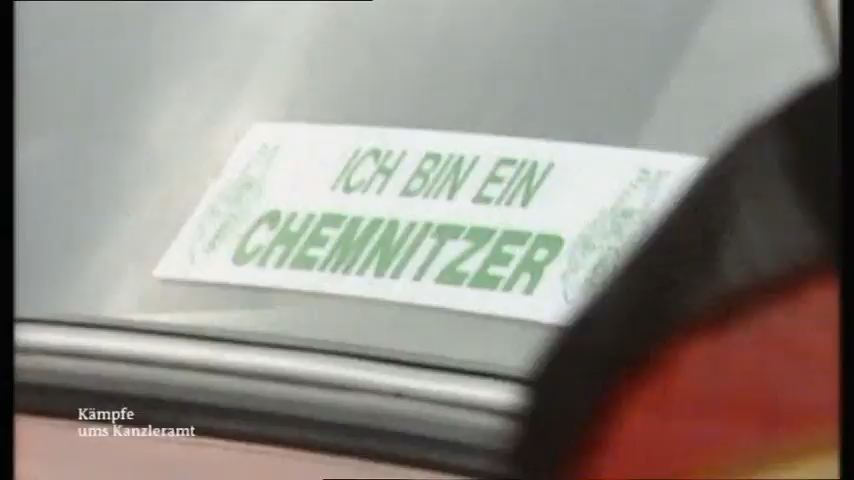 ICH BIN EIN
CHEMNITZER
Kämpfe
ums Kanzleramt